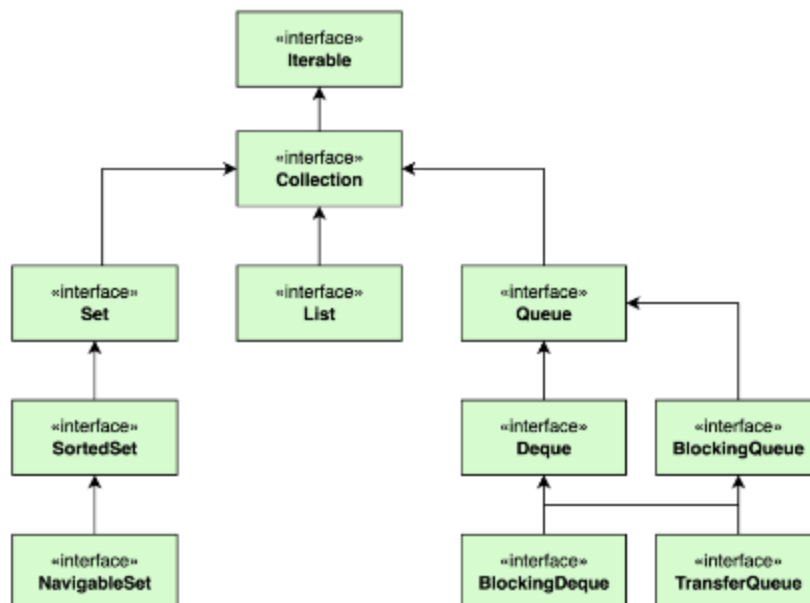 «interface»
Iterable
«interface»
Collection
«interface»
Set
«interface»
List
«interface»
Queue
«interface»
SortedSet
«interface»
Deque
«interface»
BlockingQueue
«interface»
NavigableSet
«interface»
BlockingDeque
«interface»
TransferQueue